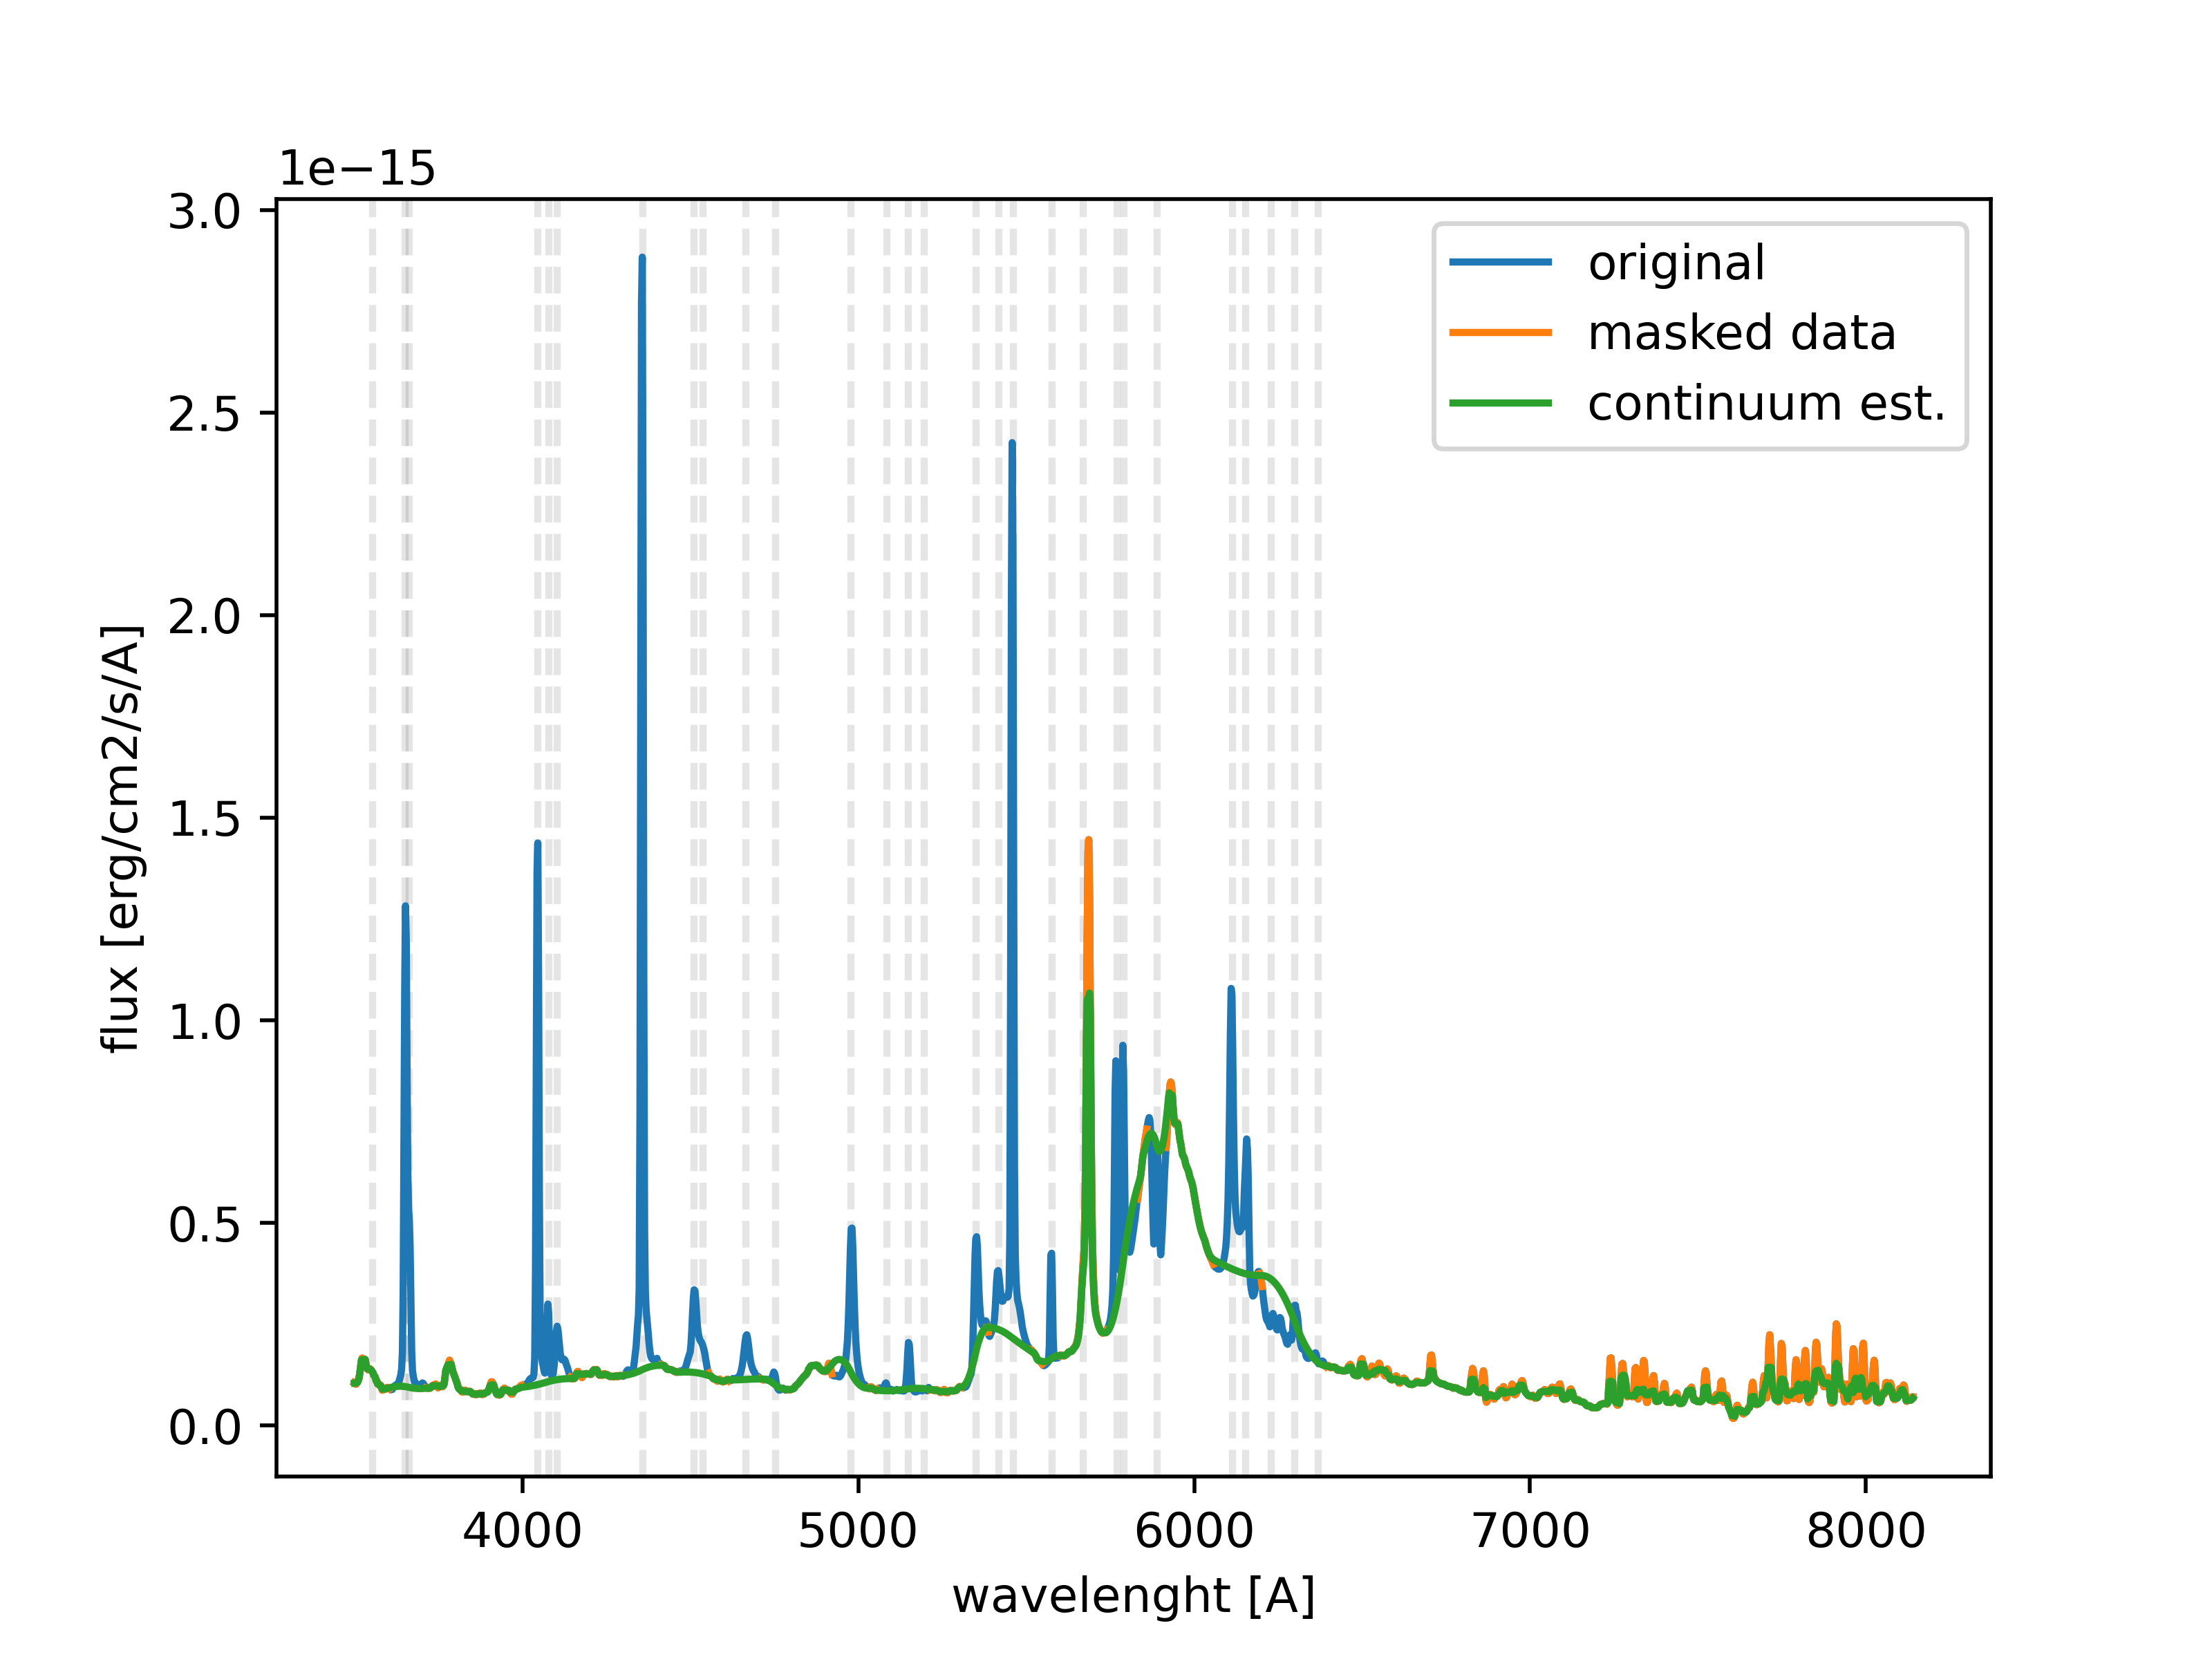 1e−15
3.0
2.5
2.0
1.5
1.0
0.5
0.0
flux [erg/cm2/s/A]
original
masked data
continuum est.
4000 5000 6000 7000 8000
wavelenght [A]